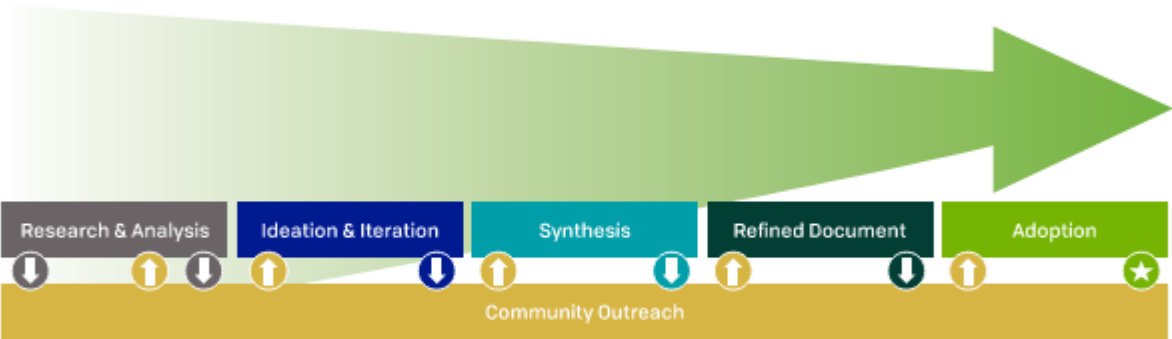 Research & Analysis
Ideation & Iteration
Synthesis
Refined Document
Adoption
Community Outreach